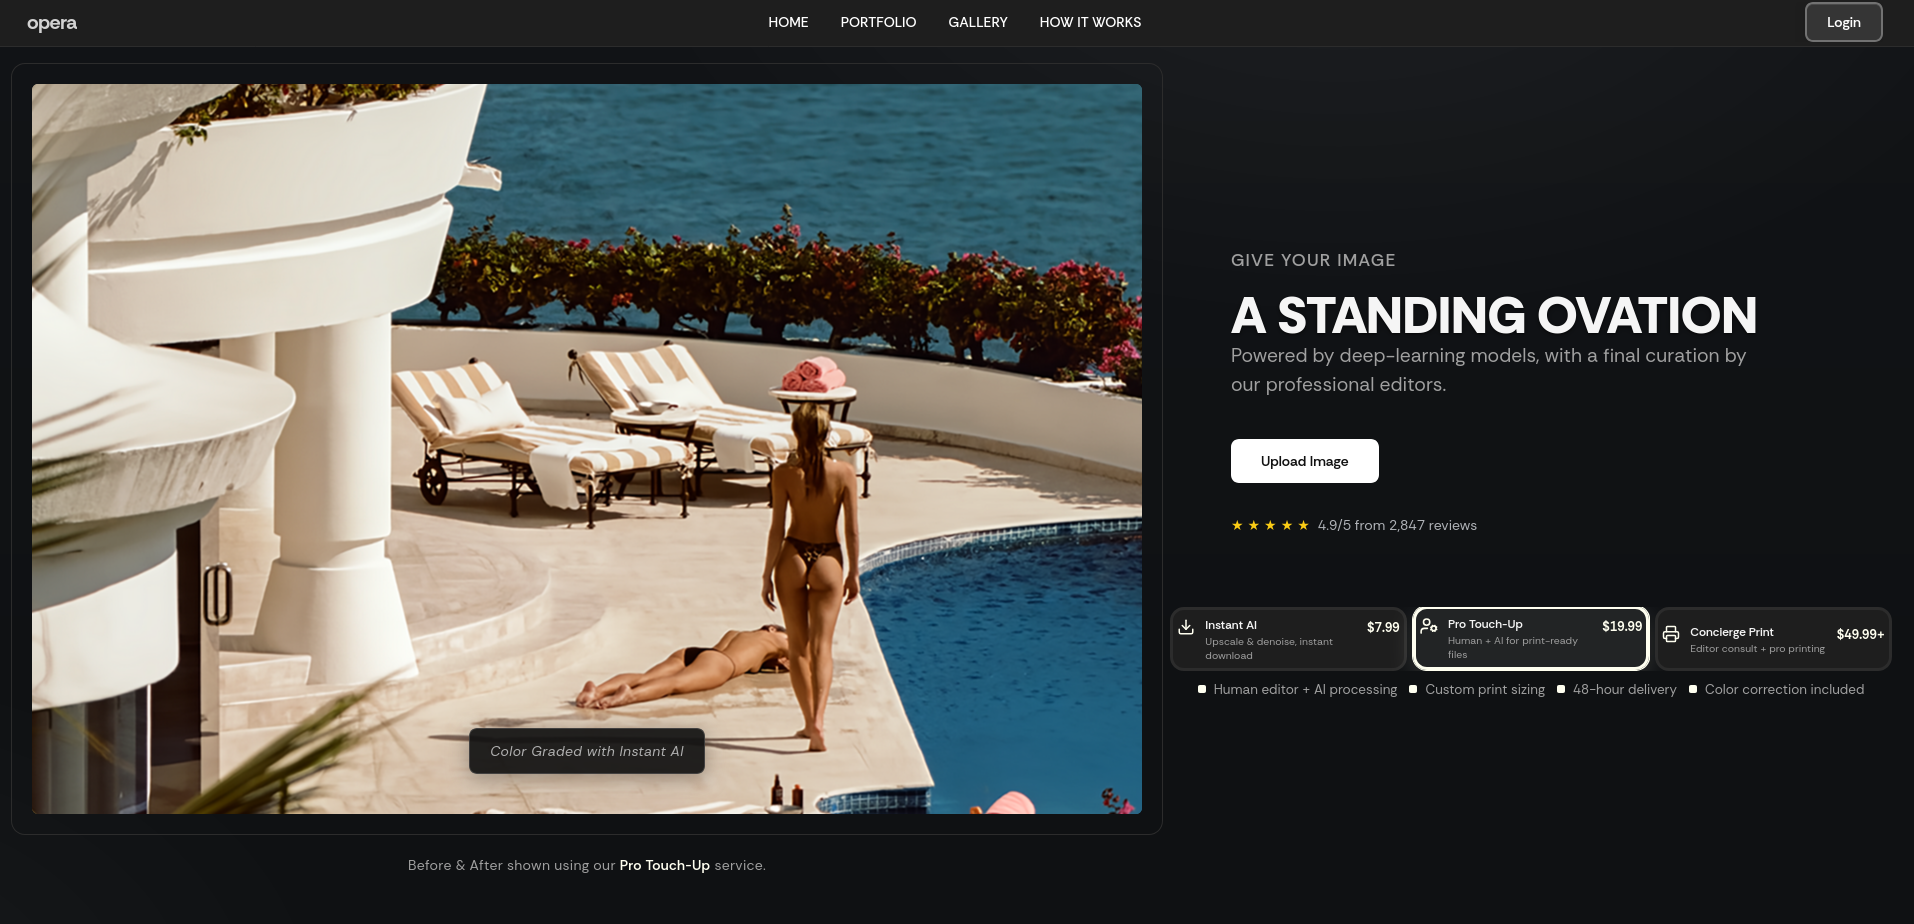 opera
HOME PORTFOLIO GALLERY HOW IT WORKS
Login
GIVE YOUR IMAGE
A STANDING OVATION
Powered by deep-learning models, with a final curation by
our professional editors.
Upload Image
★ ★ ★ ★ ★ 4.9/5 from 2,847 reviews
Instant AI
Upscale & denoise, instant
download
$7.99
Pro Touch-Up
Human + AI for print-ready
files
$19.99
Concierge Print
Editor consult + pro printing
$49.99+
Human editor + AI processing
Custom print sizing
48-hour delivery
Color correction included
Color Graded with Instant AI
Before & After shown using our Pro Touch-Up service.